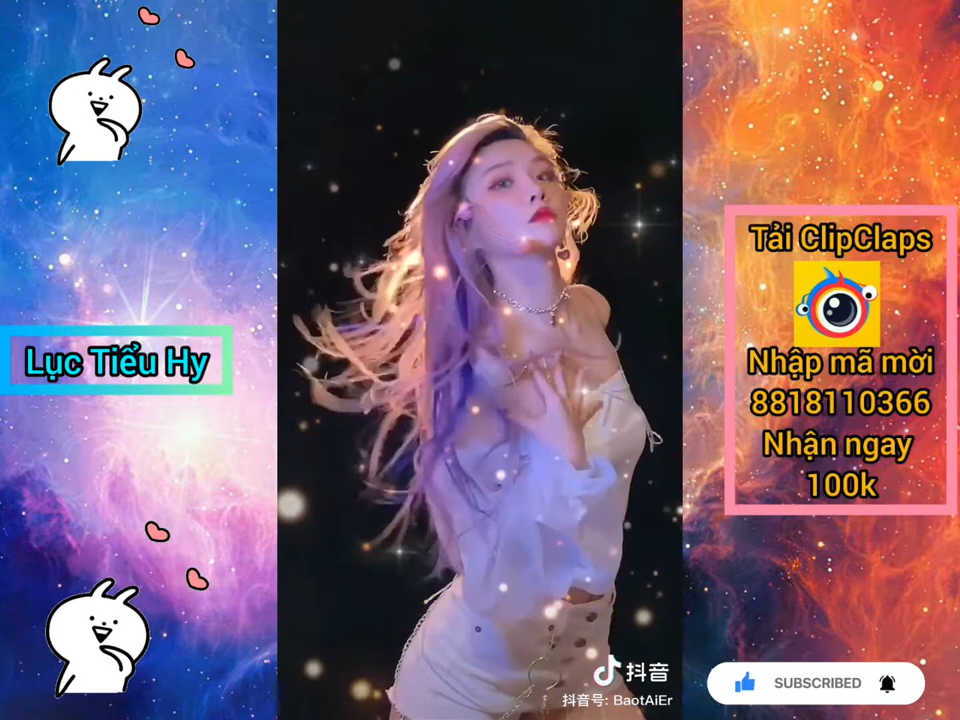 Lục Tiểu Hy
Tải ClipClaps
Nhập mã mời
8818110366
Nhận ngay
100k
抖音
抖音号: BaotAiEr
SUBSCRIBED